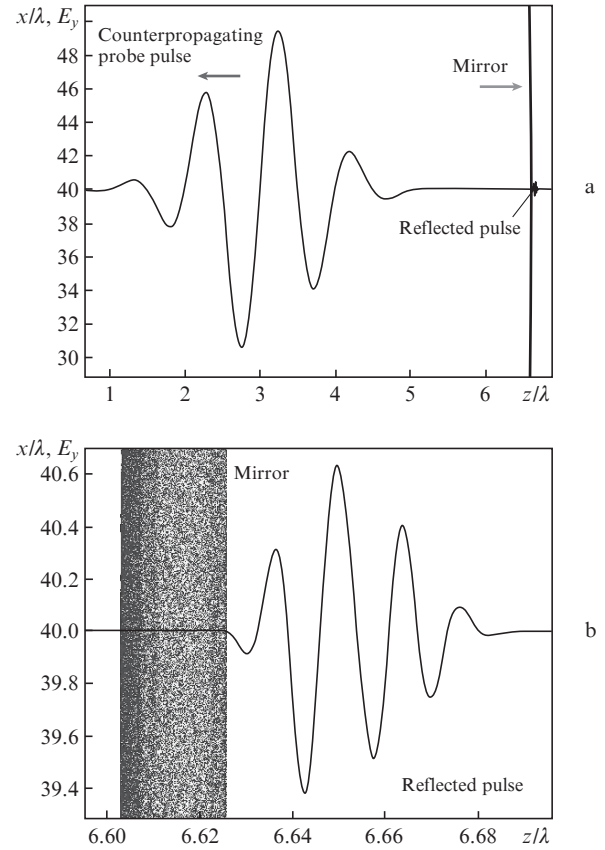 x/λ, E_y
Counterpropagating
probe pulse
Mirror
48
46
44
42
40
38
36
34
32
30
Reflected pulse
a
1 2 3 4 5 6 z/λ
x/λ, E_y
40.6
Mirror
40.4
40.2
40.0
b
39.8
39.6
39.4
Reflected pulse
6.60 6.62 6.64 6.66 6.68 z/λ